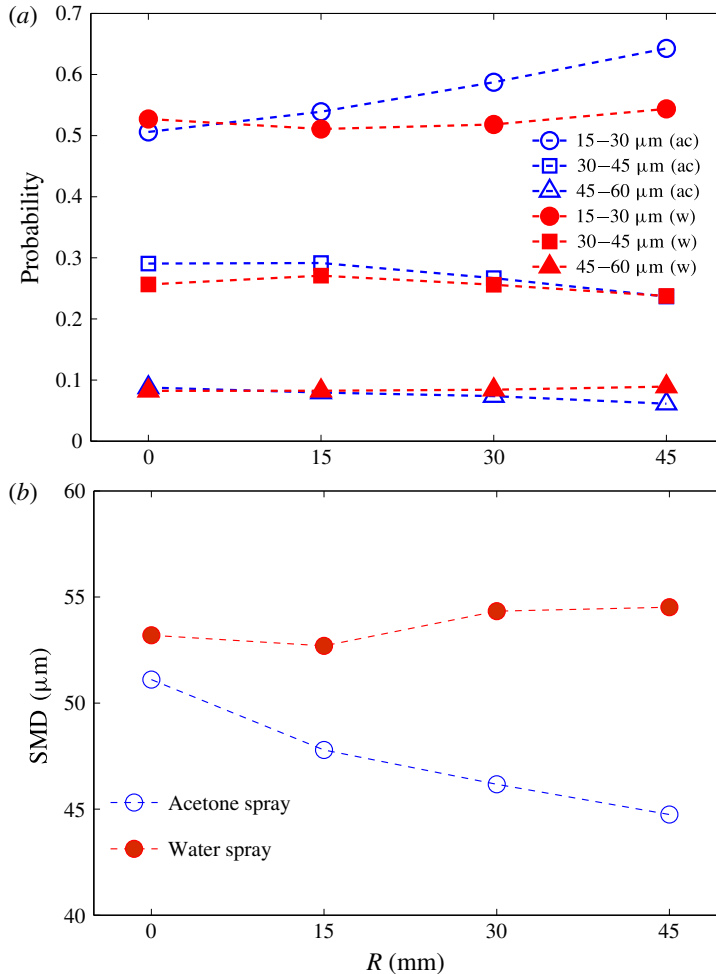 (a)
0.7
0.6
0.5
0.4
0.3
0.2
0.1
0
Probability
15–30 μm (ac)
30–45 μm (ac)
45–60 μm (ac)
15–30 μm (w)
30–45 μm (w)
45–60 μm (w)
0 15 30 45
(b)
60
55
50
45
40
SMD (μm)
Acetone spray
Water spray
0 15 30 45
R (mm)